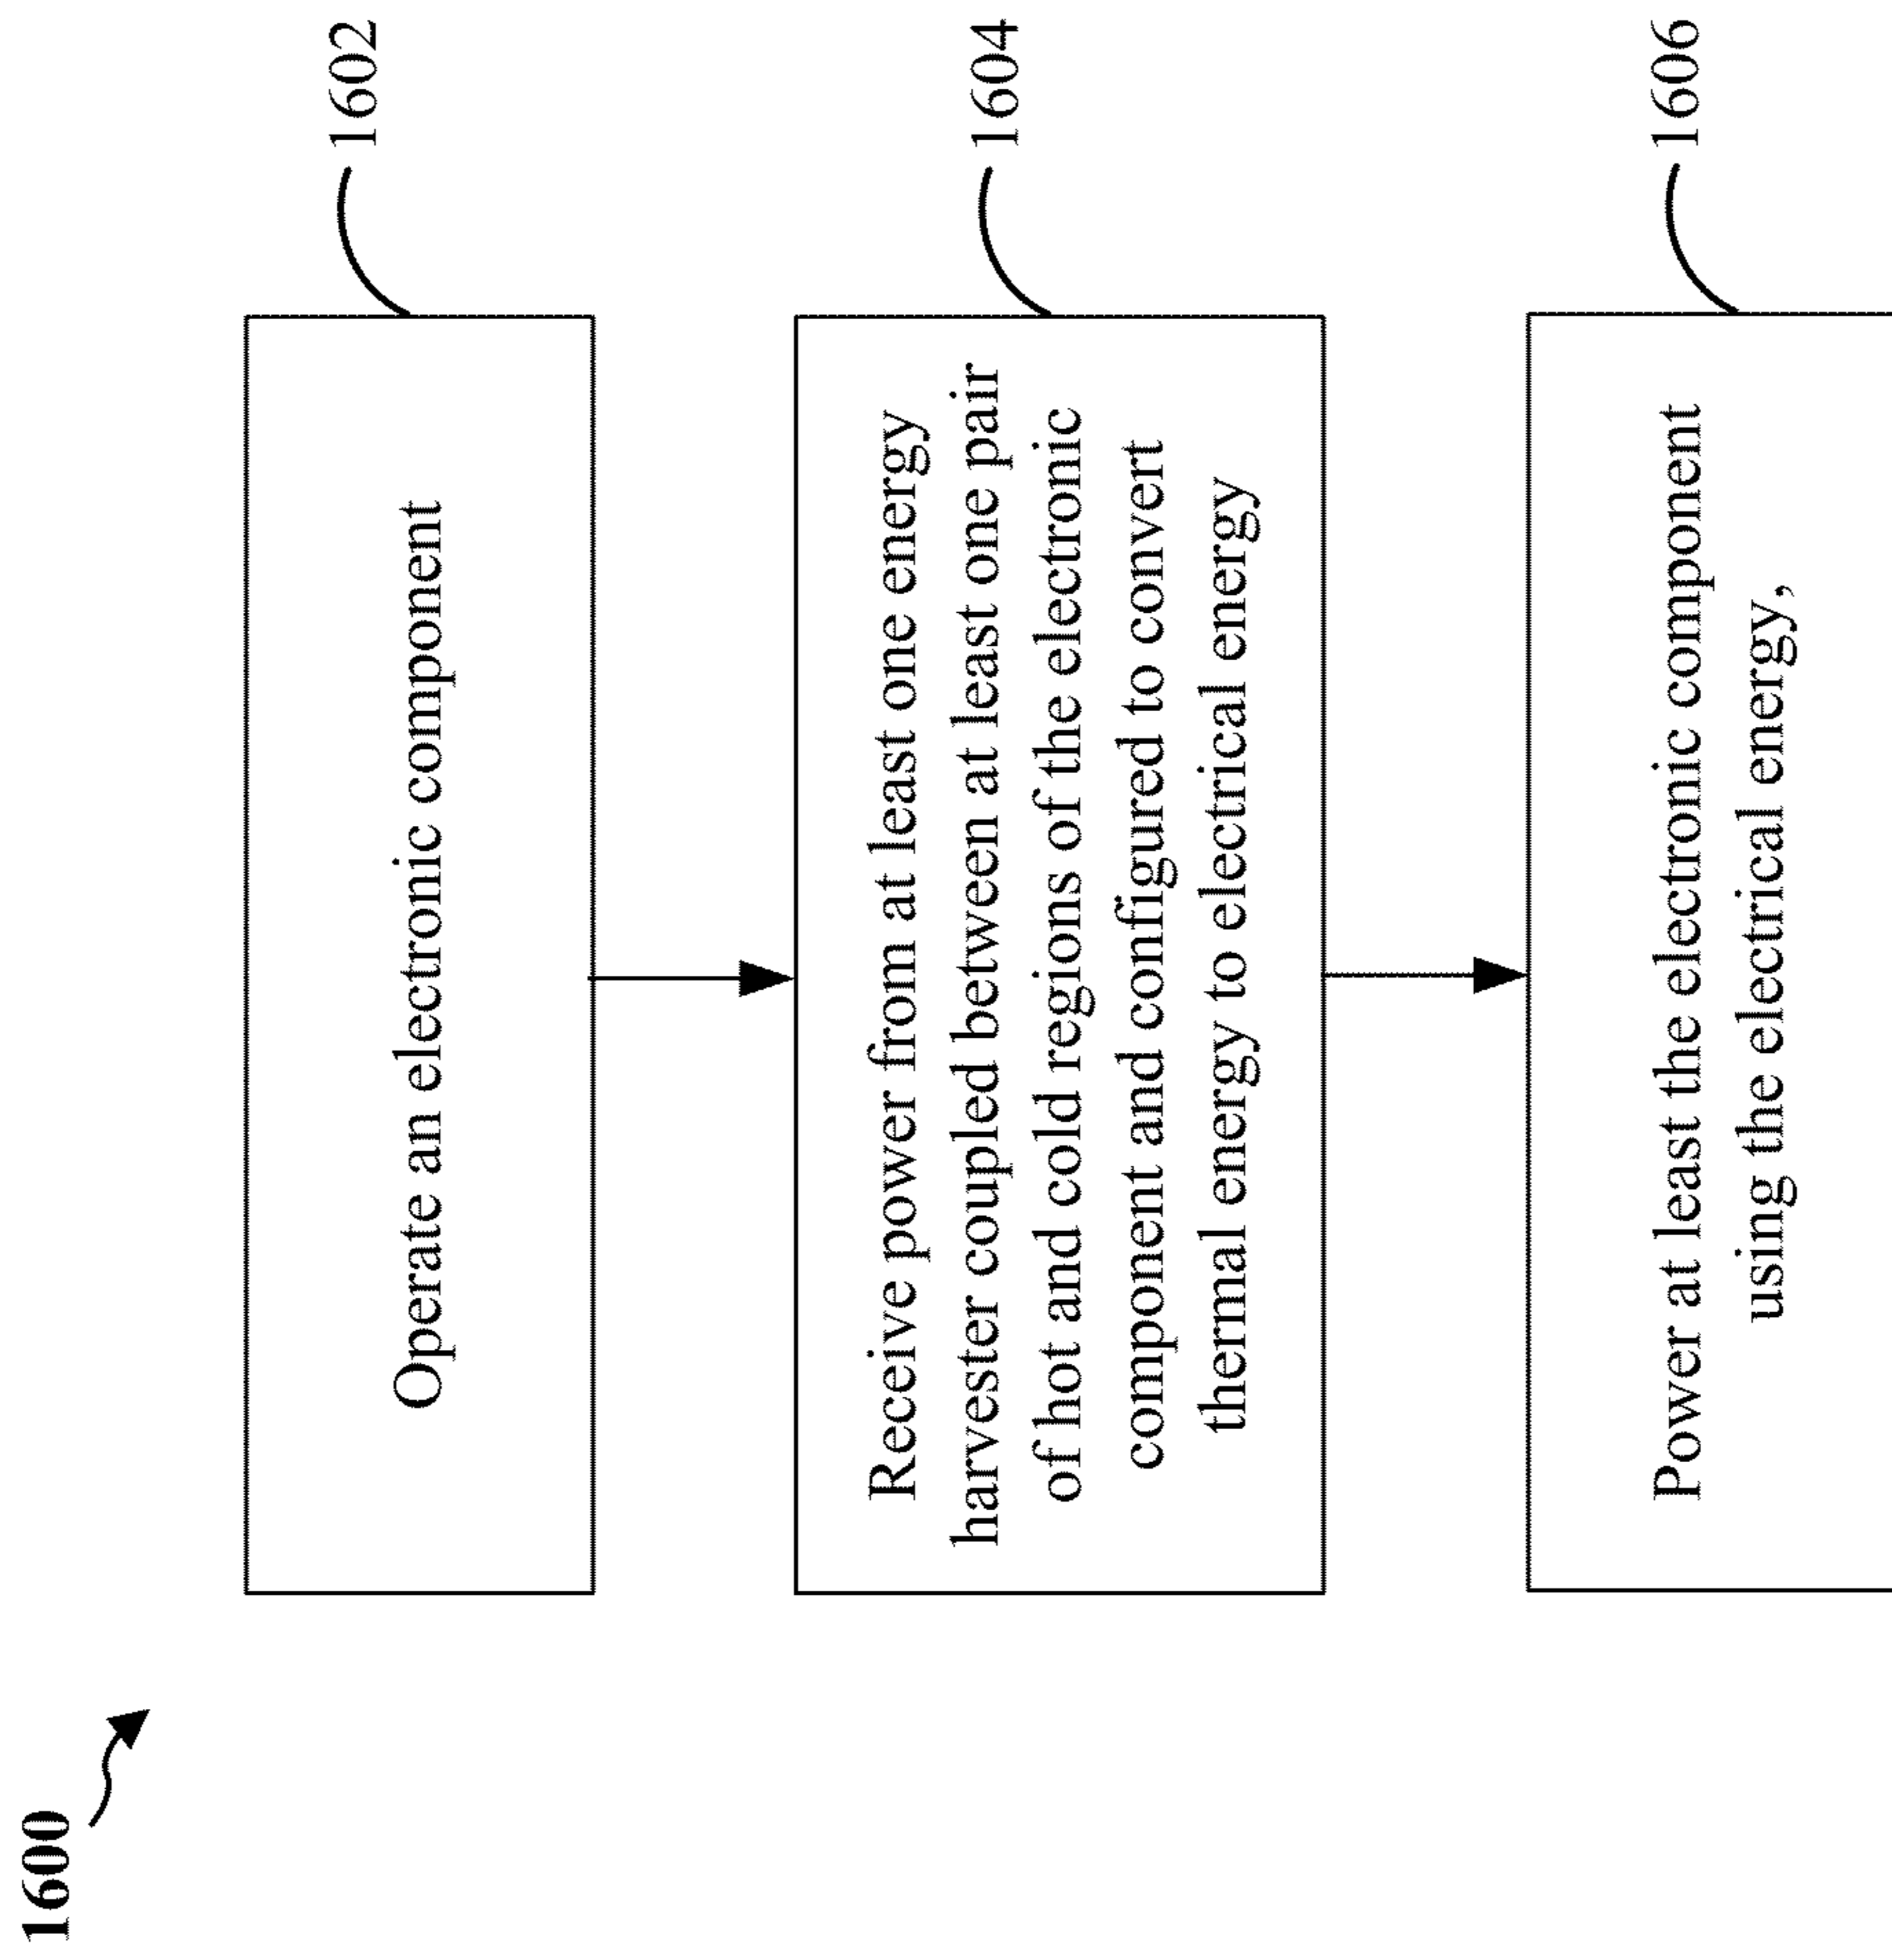 1600
Operate an electronic component
1602
Receive power from at least one energy
harvester coupled between at least one pair
of hot and cold regions of the electronic
component and configured to convert
thermal energy to electrical energy
1604
Power at least the electronic component
using the electrical energy,
1606